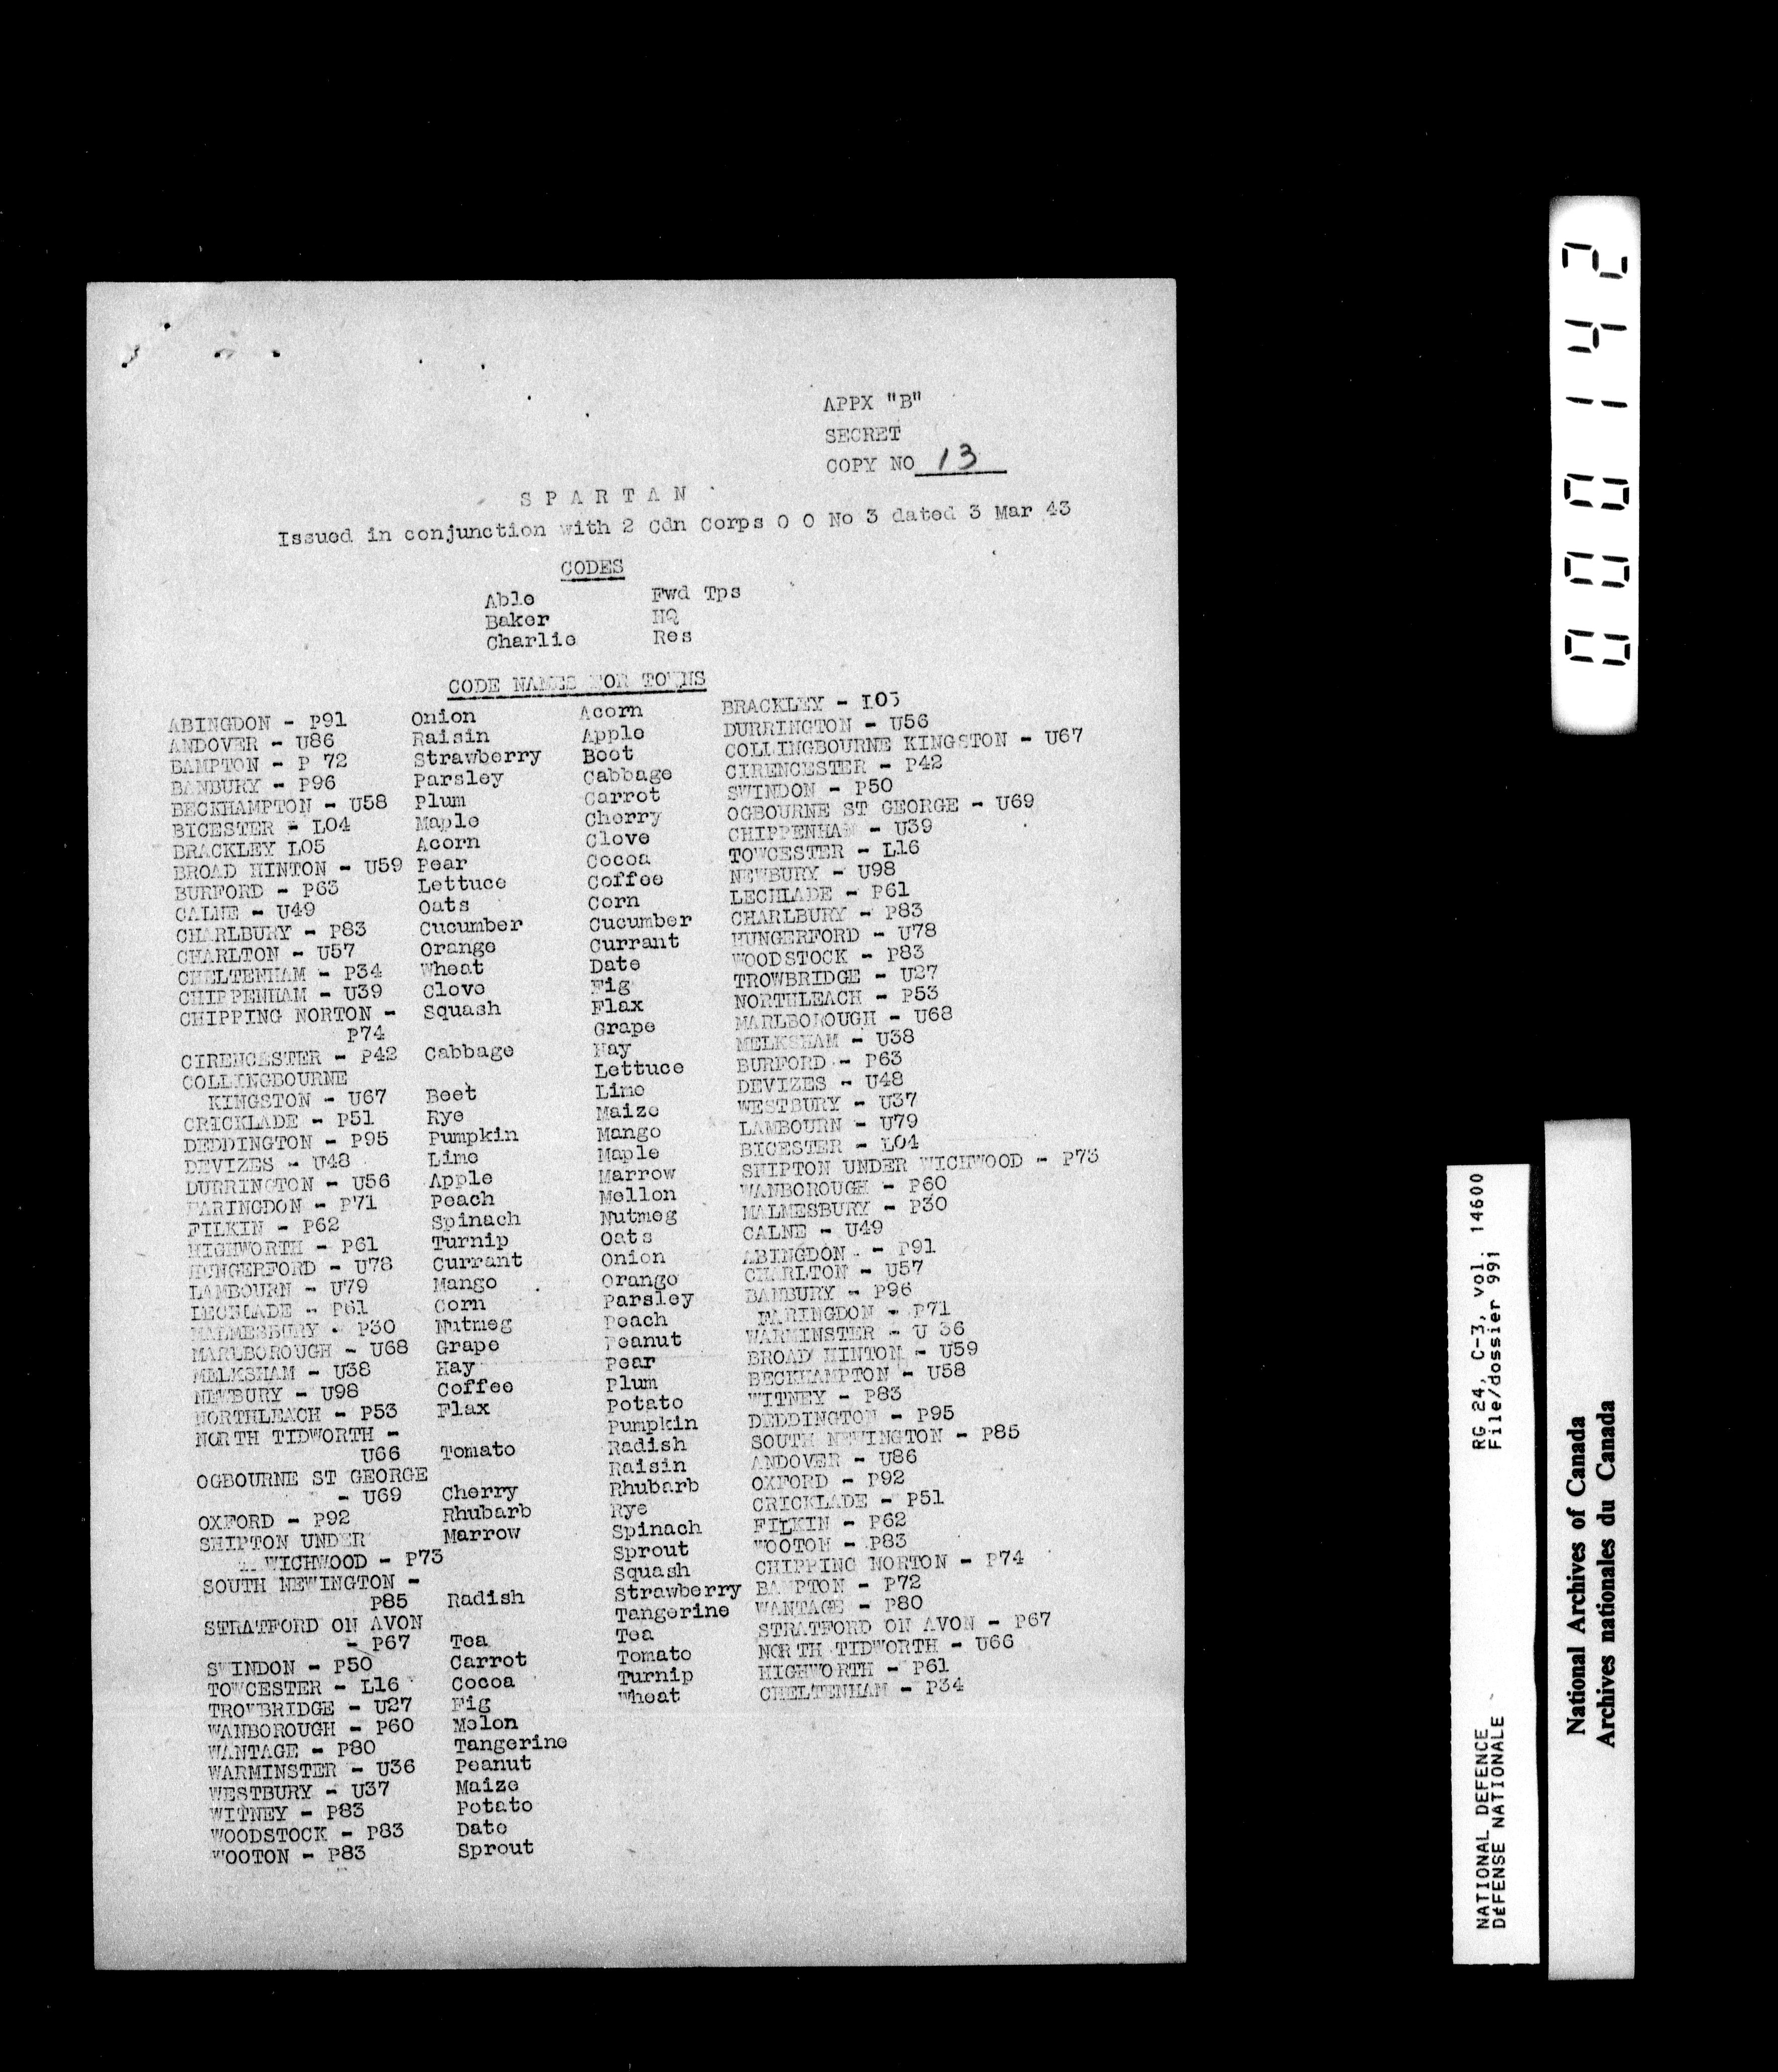 APPX "B"
SECRET
COPY NO 13
S P A R T A N
Issued in conjunction with 2 Cdn Corps O O No 3 dated 3 Mar 43
CODES
Able Fwd Tps
Baker HQ
Charlie Res
CODE NAMES FOR TOWNS
ABINGDON - P91 Onion
ANDOVER - U86 Raisin
BAMPTON - P 72 Strawberry
BANBURY - P96 Parsley
BECKHAMPTON - U58 Plum
BICESTER - L04 Maple
BRACKLEY L05 Acorn
BROAD HINTON - U59 Pear
BURFORD - P63 Lettuce
CALNE - U49 Oats
CHARLBURY - P83 Cucumber
CHARLTON - U57 Orange
CHELTENHAM - P34 Wheat
CHIPPENHAM - U39 Clove
CHIPPING NORTON - Squash
P74
CIRENCESTER - P42 Cabbage
COLLINGBOURNE
KINGSTON - U67 Beet
CRICKLADE - P51 Rye
DEDDINGTON - P95 Pumpkin
DEVIZES - U48 Lime
DURRINGTON - U56 Apple
FARINGDON - P71 Peach
FILKIN - P62 Spinach
HIGHWORTH - P61 Turnip
HUNGERFORD - U78 Currant
LAMBOURN - U79 Mango
LECHLADE - P61 Corn
MALMESBURY - P30 Nutmeg
MARLBOROUGH - U68 Grape
MELKSHAM - U38 Hay
NEWBURY - U98 Coffee
NORTHLEACH - P53 Flax
NORTH TIDWORTH -
U66 Tomato
OGBOURNE ST GEORGE
- U69 Cherry
OXFORD - P92 Rhubarb
SHIPTON UNDER Marrow
WICHWOOD - P73
SOUTH NEWINGTON -
P85 Radish
STRATFORD ON AVON
- P67 Tea
SWINDON - P50 Carrot
TOWCESTER - L16 Cocoa
TROWBRIDGE - U27 Fig
WANBOROUGH - P60 Melon
WANTAGE - P80 Tangerine
WARMINSTER - U36 Peanut
WESTBURY - U37 Maize
WITNEY - P83 Potato
WOODSTOCK - P83 Date
WOOTON - P83 Sprout
Acorn BRACKLEY - L05
Apple DURRINGTON - U56
Beet COLLINGBOURNE KINGSTON - U67
Cabbage CIRENCESTER - P42
Carrot SWINDON - P50
Cherry OGBOURNE ST GEORGE - U69
Clove CHIPPENHAM - U39
Cocoa TOWCESTER - L16
Coffee NEWBURY - U98
Corn LECHLADE - P61
Cucumber CHARLBURY - P83
Currant HUNGERFORD - U78
Date WOODSTOCK - P83
Fig TROWBRIDGE - U27
Flax NORTHLEACH - P53
Grape MARLBOROUGH - U68
Hay MELKSHAM - U38
Lettuce BURFORD - P63
Lime DEVIZES - U48
Maize WESTBURY - U37
Mango LAMBOURN - U79
Maple BICESTER - L04
Marrow SHIPTON UNDER WICHWOOD - P73
Mellon WANBOROUGH - P60
Nutmeg MALMESBURY - P30
Oats CALNE - U49
Onion ABINGDON - P91
Orange CHARLTON - U57
Parsley BANBURY - P96
Peach FARINGDON - P71
Peanut WARMINSTER - U 36
Pear BROAD HINTON - U59
Plum BECKHAMPTON - U58
Potato WITNEY - P83
Pumpkin DEDDINGTON - P95
Radish SOUTH NEWINGTON - P85
Raisin ANDOVER - U86
Rhubarb OXFORD - P92
Rye CRICKLADE - P51
Spinach FILKIN - P62
Sprout WOOTON - P83
Squash CHIPPING NORTON - P74
Strawberry BAMPTON - P72
Tangerine WANTAGE - P80
Tea STRATFORD ON AVON - P67
Tomato NORTH TIDWORTH - U66
Turnip HIGHWORTH - P61
Wheat CHELTENHAM - P34
000142
NATIONAL DEFENCE RG 24, C-3, vol. 14600
DÉFENSE NATIONALE File/dossier 991
National Archives of Canada
Archives nationales du Canada